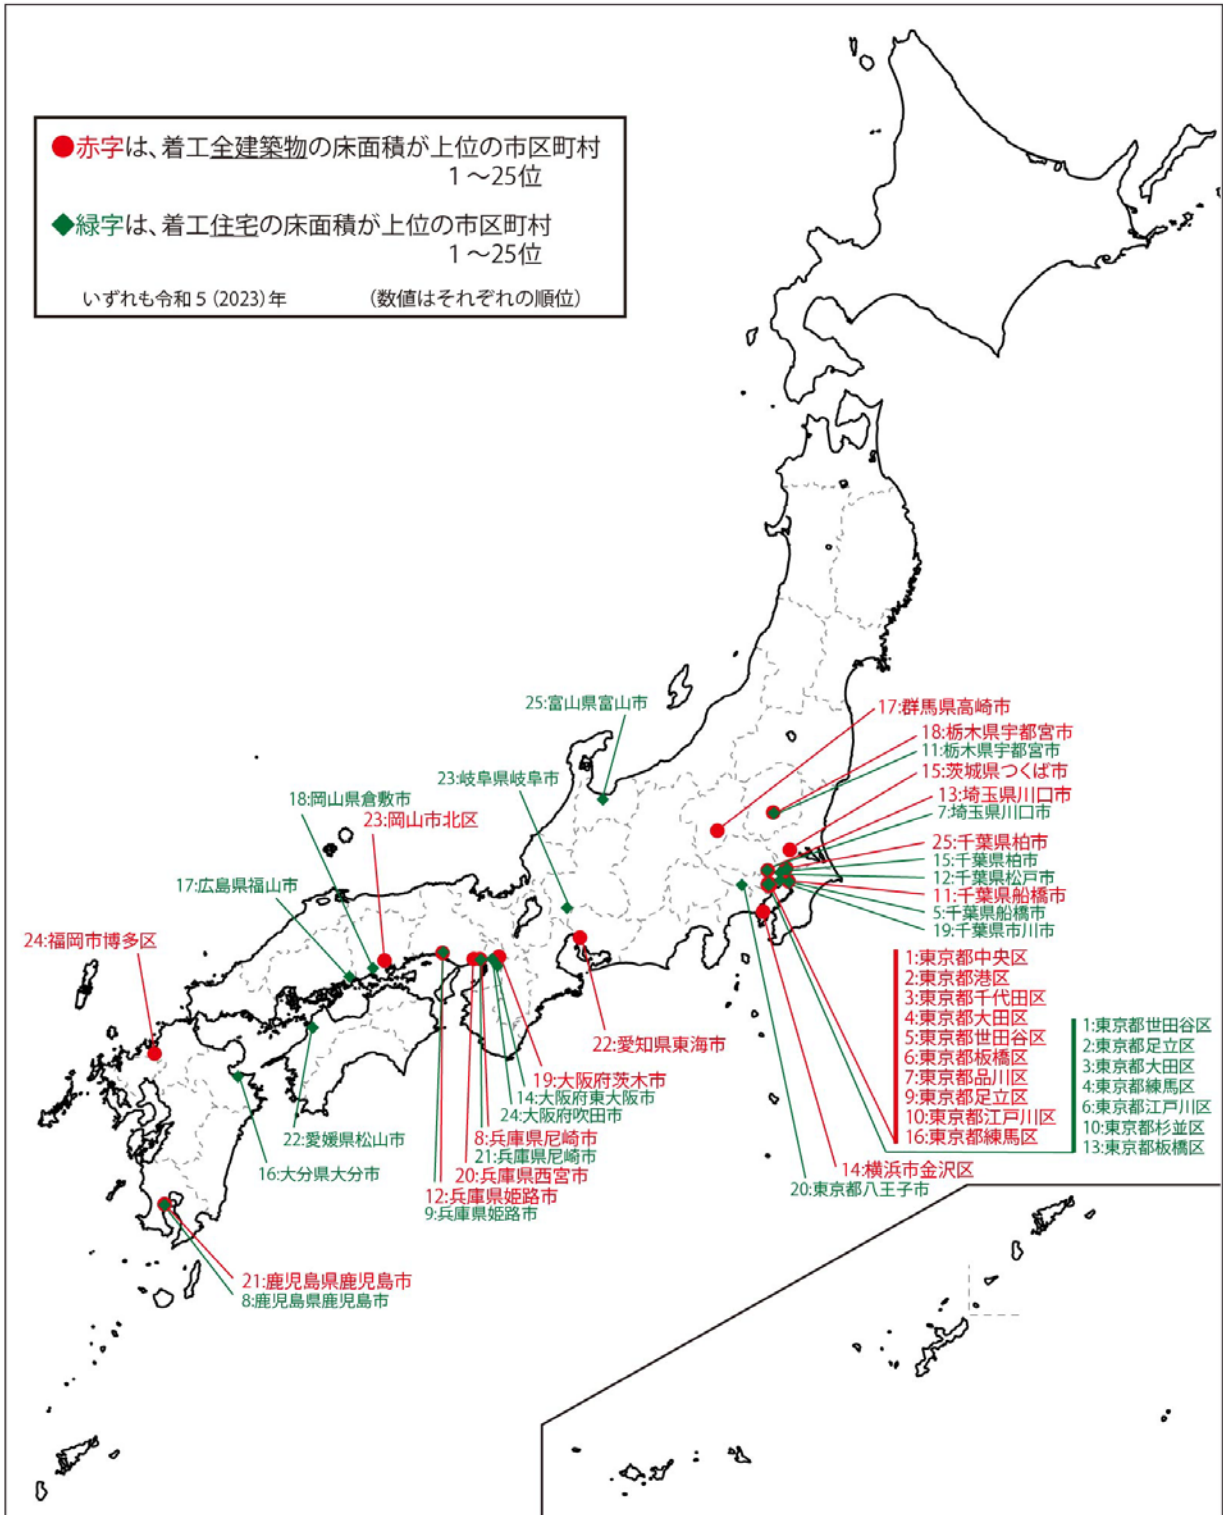 ●赤字は、着工全建築物の床面積が上位の市区町村
1～25位
◆緑字は、着工住宅の床面積が上位の市区町村
1～25位
いずれも令和5(2023)年 (数値はそれぞれの順位)
25:富山県富山市
17:群馬県高崎市
18:栃木県宇都宮市
11:栃木県宇都宮市
15:茨城県つくば市
13:埼玉県川口市
7:埼玉県川口市
25:千葉県柏市
15:千葉県柏市
12:千葉県松戸市
11:千葉県船橋市
5:千葉県船橋市
19:千葉県市川市
23:岐阜県岐阜市
18:岡山県倉敷市
23:岡山市北区
17:広島県福山市
24:福岡市博多区
1:東京都中央区
2:東京都港区
3:東京都千代田区
4:東京都大田区
5:東京都世田谷区
6:東京都板橋区
7:東京都品川区
9:東京都足立区
10:東京都江戸川区
16:東京都練馬区
1:東京都世田谷区
2:東京都足立区
3:東京都大田区
4:東京都練馬区
6:東京都江戸川区
10:東京都杉並区
13:東京都板橋区
22:愛知県東海市
19:大阪府茨木市
14:大阪府東大阪市
24:大阪府吹田市
8:兵庫県尼崎市
21:兵庫県尼崎市
20:兵庫県西宮市
12:兵庫県姫路市
9:兵庫県姫路市
22:愛媛県松山市
16:大分県大分市
14:横浜市金沢区
20:東京都八王子市
21:鹿児島県鹿児島市
8:鹿児島県鹿児島市